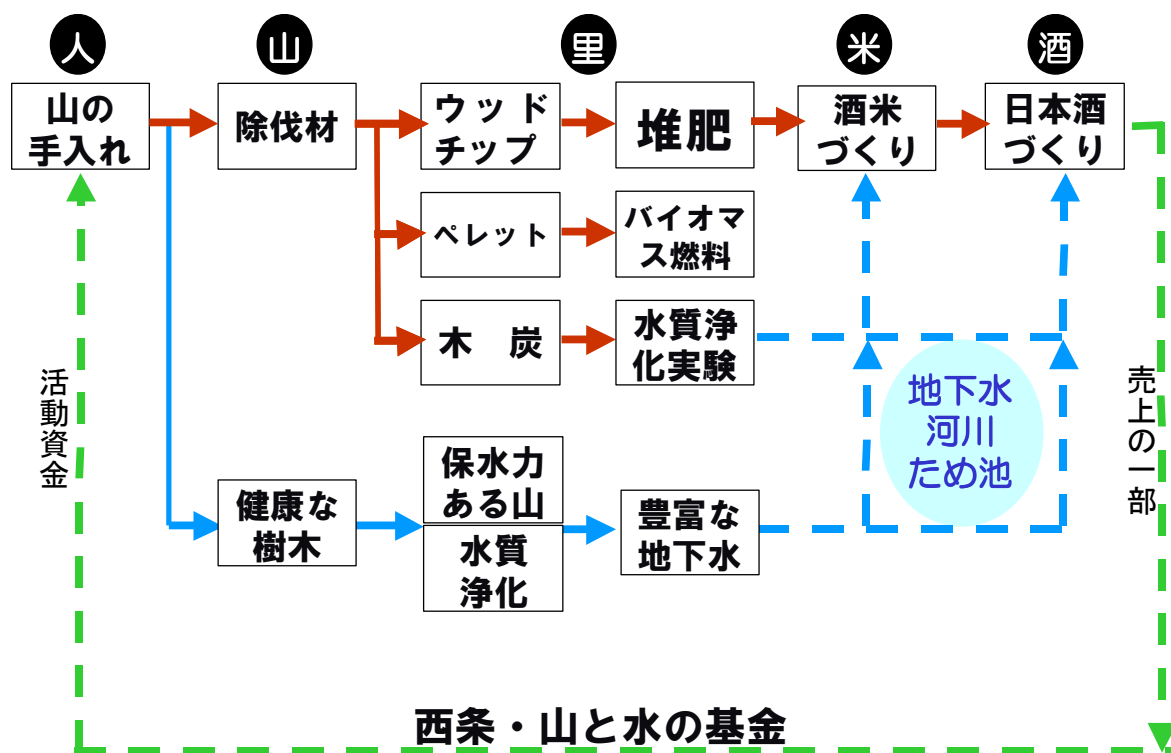 人
山
里
米
酒
山の
手入れ
除伐材
ウッド
チップ
堆肥
酒米
づくり
日本酒
づくり
ペレット
バイオマ
ス燃料
木　炭
水質浄
化実験
地下水
河川
ため池
活動資金
売上の一部
健康な
樹木
保水力
ある山
水質
浄化
豊富な
地下水
西条・山と水の基金